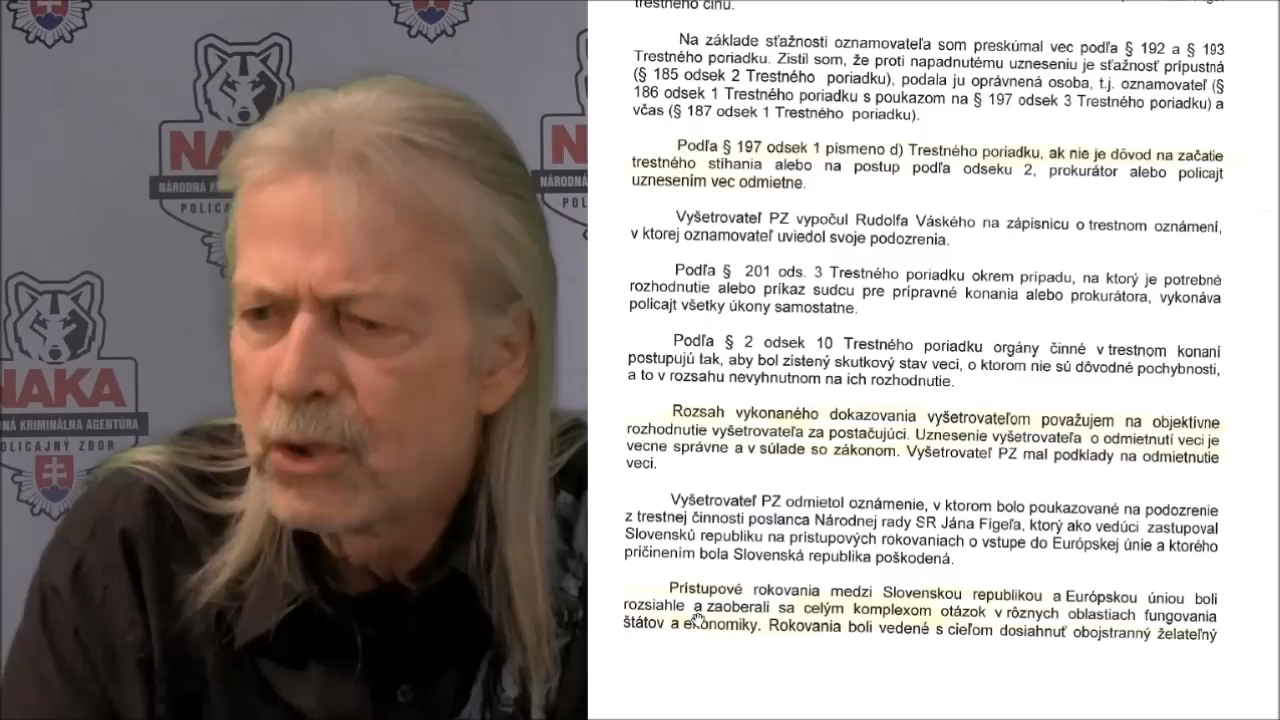 NAKA
NÁRODNÁ
POLICAJ
NÁRODNÁ
POL
NAKA
KRIMINÁLNA AGENTÚRA
POLICAJNÝ ZBOR
trestného činu.
Na základe sťažnosti oznamovateľa som preskúmal vec podľa § 192 a § 193
Trestného poriadku. Zistil som, že proti napadnutému uzneseniu je sťažnosť prípustná
(§ 185 odsek 2 Trestného poriadku), podala ju oprávnená osoba, t.j. oznamovateľ (§
186 odsek 1 Trestného poriadku s poukazom na § 197 odsek 3 Trestného poriadku) a
včas (§ 187 odsek 1 Trestného poriadku).
Podľa § 197 odsek 1 písmeno d) Trestného poriadku, ak nie je dôvod na začatie
trestného stíhania alebo na postup podľa odseku 2, prokurátor alebo policajt
uznesením vec odmietne.
Vyšetrovateľ PZ vypočul Rudolfa Váského na zápisnicu o trestnom oznámení,
v ktorej oznamovateľ uviedol svoje podozrenia.
Podľa § 201 ods. 3 Trestného poriadku okrem prípadu, na ktorý je potrebné
rozhodnutie alebo príkaz sudcu pre prípravné konania alebo prokurátora, vykonáva
policajt všetky úkony samostatne.
Podľa § 2 odsek 10 Trestného poriadku orgány činné v trestnom konaní
postupujú tak, aby bol zistený skutkový stav veci, o ktorom nie sú dôvodné pochybnosti,
a to v rozsahu nevyhnutnom na ich rozhodnutie.
Rozsah vykonaného dokazovania vyšetrovateľom považujem na objektívne
rozhodnutie vyšetrovateľa za postačujúci. Uznesenie vyšetrovateľa o odmietnutí veci je
vecne správne a v súlade so zákonom. Vyšetrovateľ PZ mal podklady na odmietnutie
veci.
Vyšetrovateľ PZ odmietol oznámenie, v ktorom bolo poukazované na podozrenie
z trestnej činnosti poslanca Národnej rady SR Jána Figeľa, ktorý ako vedúci zastupoval
Slovenskú republiku na prístupových rokovaniach o vstupe do Európskej únie a ktorého
pričinením bola Slovenská republika poškodená.
Prístupové rokovania medzi Slovenskou republikou a Európskou úniou boli
rozsiahle a zaoberali sa celým komplexom otázok v rôznych oblastiach fungovania
štátov a ekonomiky. Rokovania boli vedené s cieľom dosiahnuť obojstranný želateľný